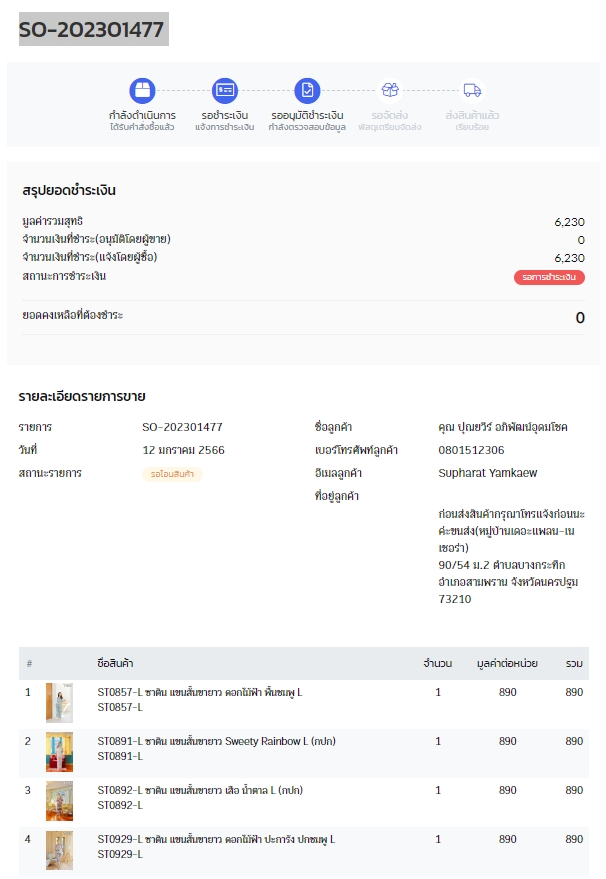 SO-202301477
กำลังดำเนินการ
ได้รับคำสั่งซื้อแล้ว
รอชำระเงิน
แจ้งการชำระเงิน
รออนุมัติชำระเงิน
กำลังตรวจสอบข้อมูล
รอจัดส่ง
พัสดุเตรียมจัดส่ง
ส่งสินค้าแล้ว
เรียบร้อย
สรุปยอดชำระเงิน
มูลค่ารวมสุทธิ 6,230
จำนวนเงินที่ชำระ(อนุมัติโดยผู้ขาย) 0
จำนวนเงินที่ชำระ(แจ้งโดยผู้ซื้อ) 6,230
สถานะการชำระเงิน รอการชำระเงิน
ยอดคงเหลือที่ต้องชำระ 0
รายละเอียดรายการขาย
รายการ SO-202301477
วันที่ 12 มกราคม 2566
สถานะรายการ รอโอนสินค้า
ชื่อลูกค้า คุณ ปุณยวีร์ อภิพัฒน์อุดมโชค
เบอร์โทรศัพท์ลูกค้า 0801512306
อีเมลลูกค้า Supharat Yamkaew
ที่อยู่ลูกค้า
ก่อนส่งสินค้ากรุณาโทรแจ้งก่อนนะ
ค่ะขนส่ง(หมู่บ้านเดอะแพลน-เน
เชอร่า)
90/54 ม.2 ตำบลบางกระทึก
อำเภอสามพราน จังหวัดนครปฐม
73210
# ชื่อสินค้า จำนวน มูลค่าต่อหน่วย รวม
1 ST0857-L ซาติน แขนสั้นขายาว ดอกไม้ฟ้า พื้นชมพู L 1 890 890
ST0857-L
2 ST0891-L ซาติน แขนสั้นขายาว Sweety Rainbow L (กปก) 1 890 890
ST0891-L
3 ST0892-L ซาติน แขนสั้นขายาว เสือ น้ำตาล L (กปก) 1 890 890
ST0892-L
4 ST0929-L ซาติน แขนสั้นขายาว ดอกไม้ฟ้า ปะการัง ปกชมพู L 1 890 890
ST0929-L